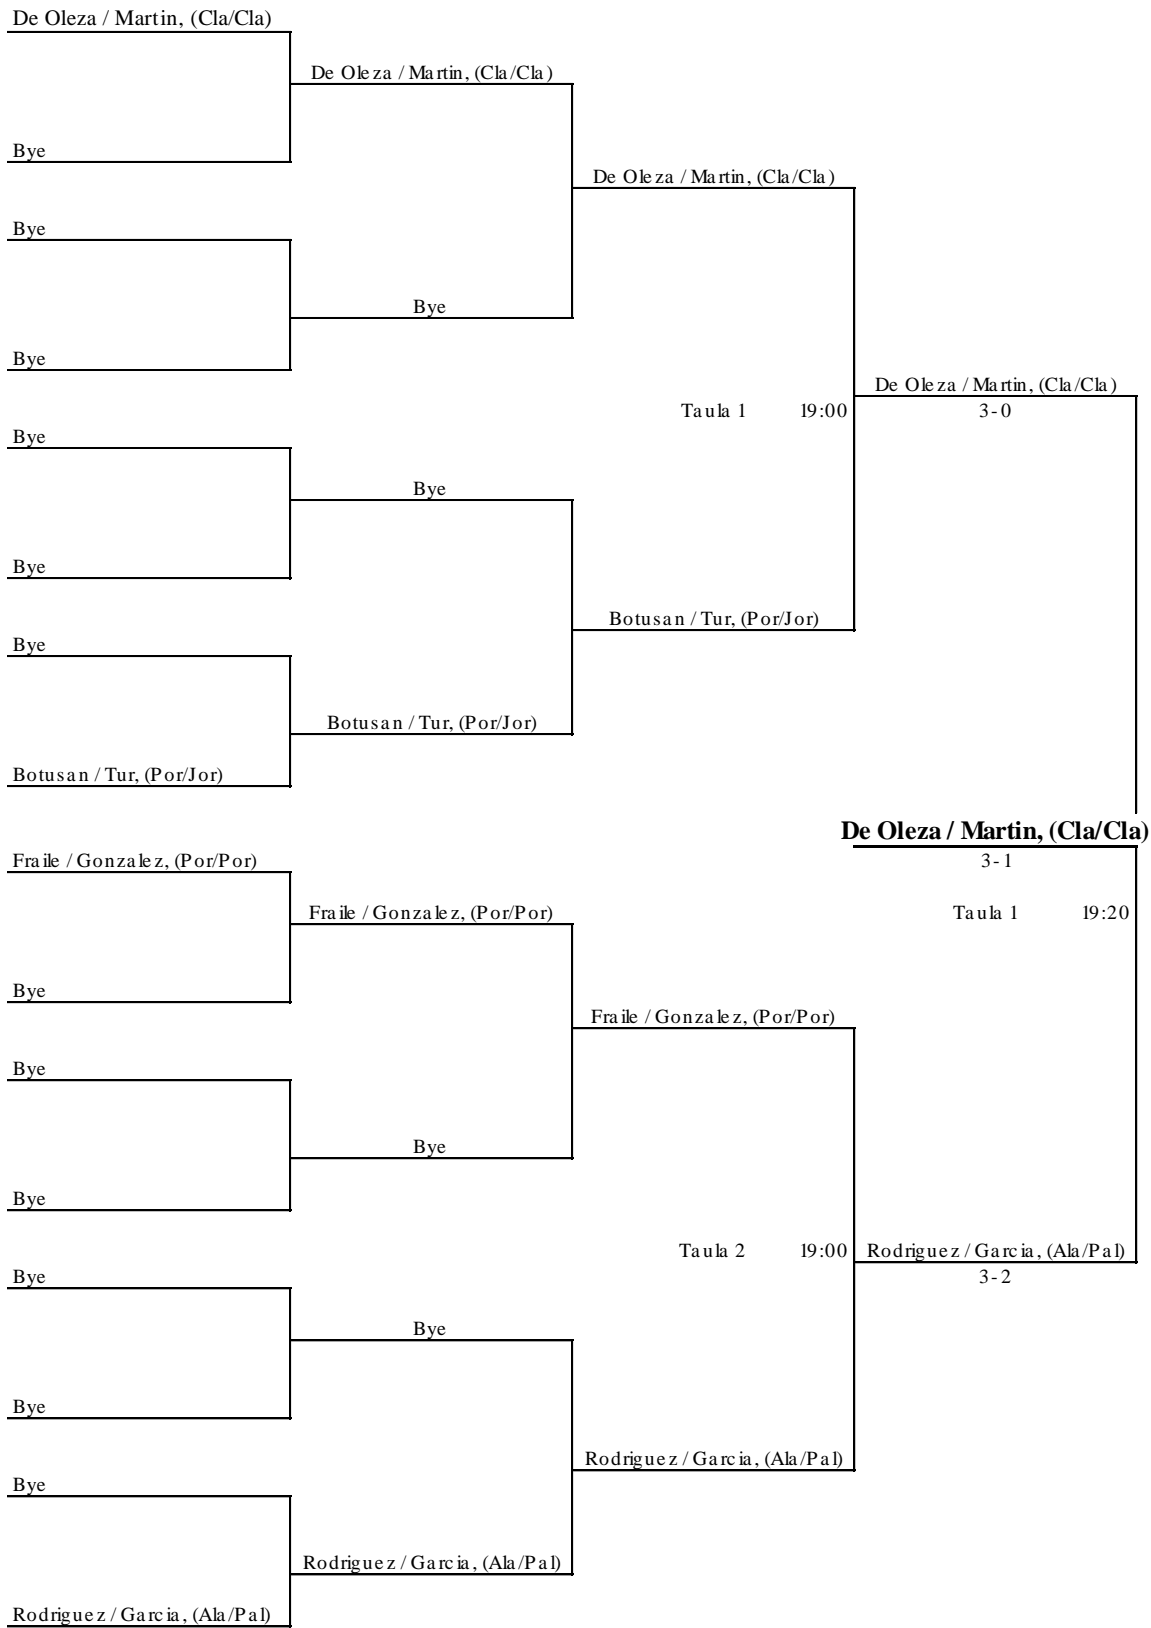 De Oleza / Martin, (Cla/Cla)
De Oleza / Martin, (Cla/Cla)
Bye
De Oleza / Martin, (Cla/Cla)
Bye
Bye
Bye
De Oleza / Martin, (Cla/Cla)
Taula 1 19:00 3-0
Bye
Bye
Bye
Botusan / Tur, (Por/Jor)
Bye
Botusan / Tur, (Por/Jor)
Botusan / Tur, (Por/Jor)
De Oleza / Martin, (Cla/Cla)
Fraile / Gonzalez, (Por/Por) 3-1
Fraile / Gonzalez, (Por/Por) Taula 1 19:20
Bye
Fraile / Gonzalez, (Por/Por)
Bye
Bye
Bye
Taula 2 19:00 Rodriguez / Garcia, (Ala/Pal)
Bye 3-2
Bye
Bye
Rodriguez / Garcia, (Ala/Pal)
Bye
Rodriguez / Garcia, (Ala/Pal)
Rodriguez / Garcia, (Ala/Pal)